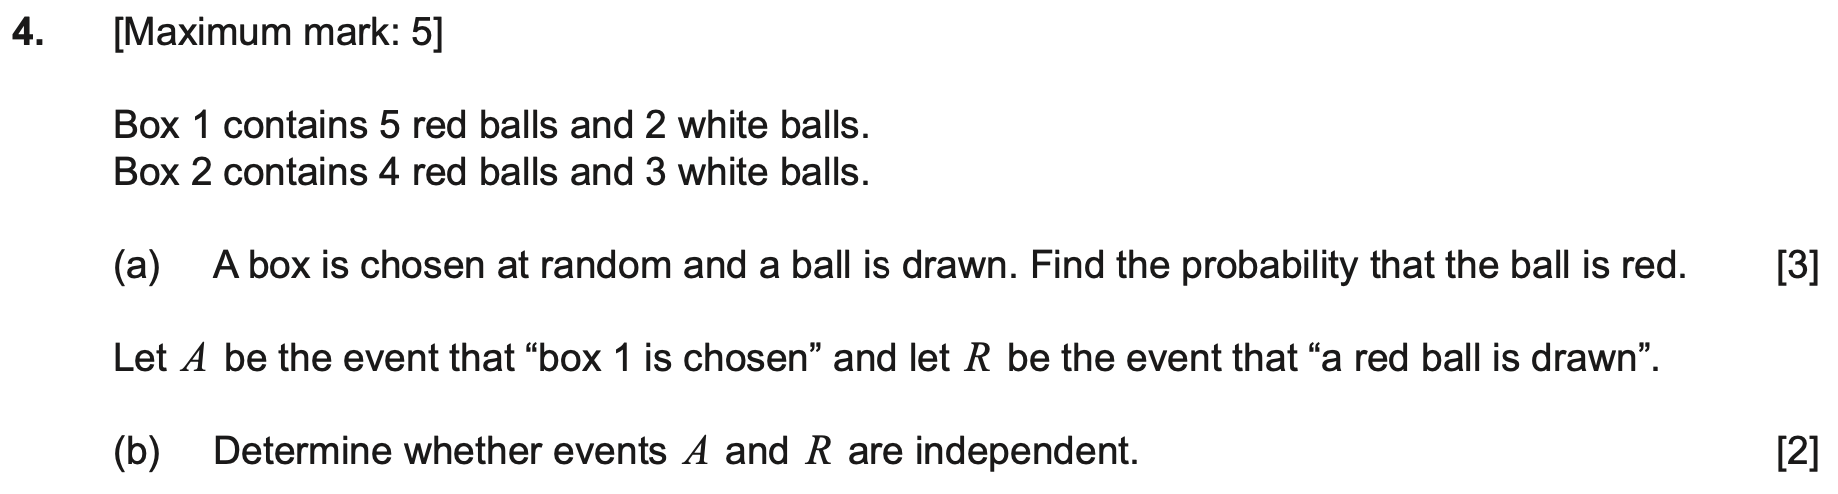 4. [Maximum mark: 5]
Box 1 contains 5 red balls and 2 white balls.
Box 2 contains 4 red balls and 3 white balls.
(a) A box is chosen at random and a ball is drawn. Find the probability that the ball is red. [3]
Let A be the event that “box 1 is chosen” and let R be the event that “a red ball is drawn”.
(b) Determine whether events A and R are independent. [2]